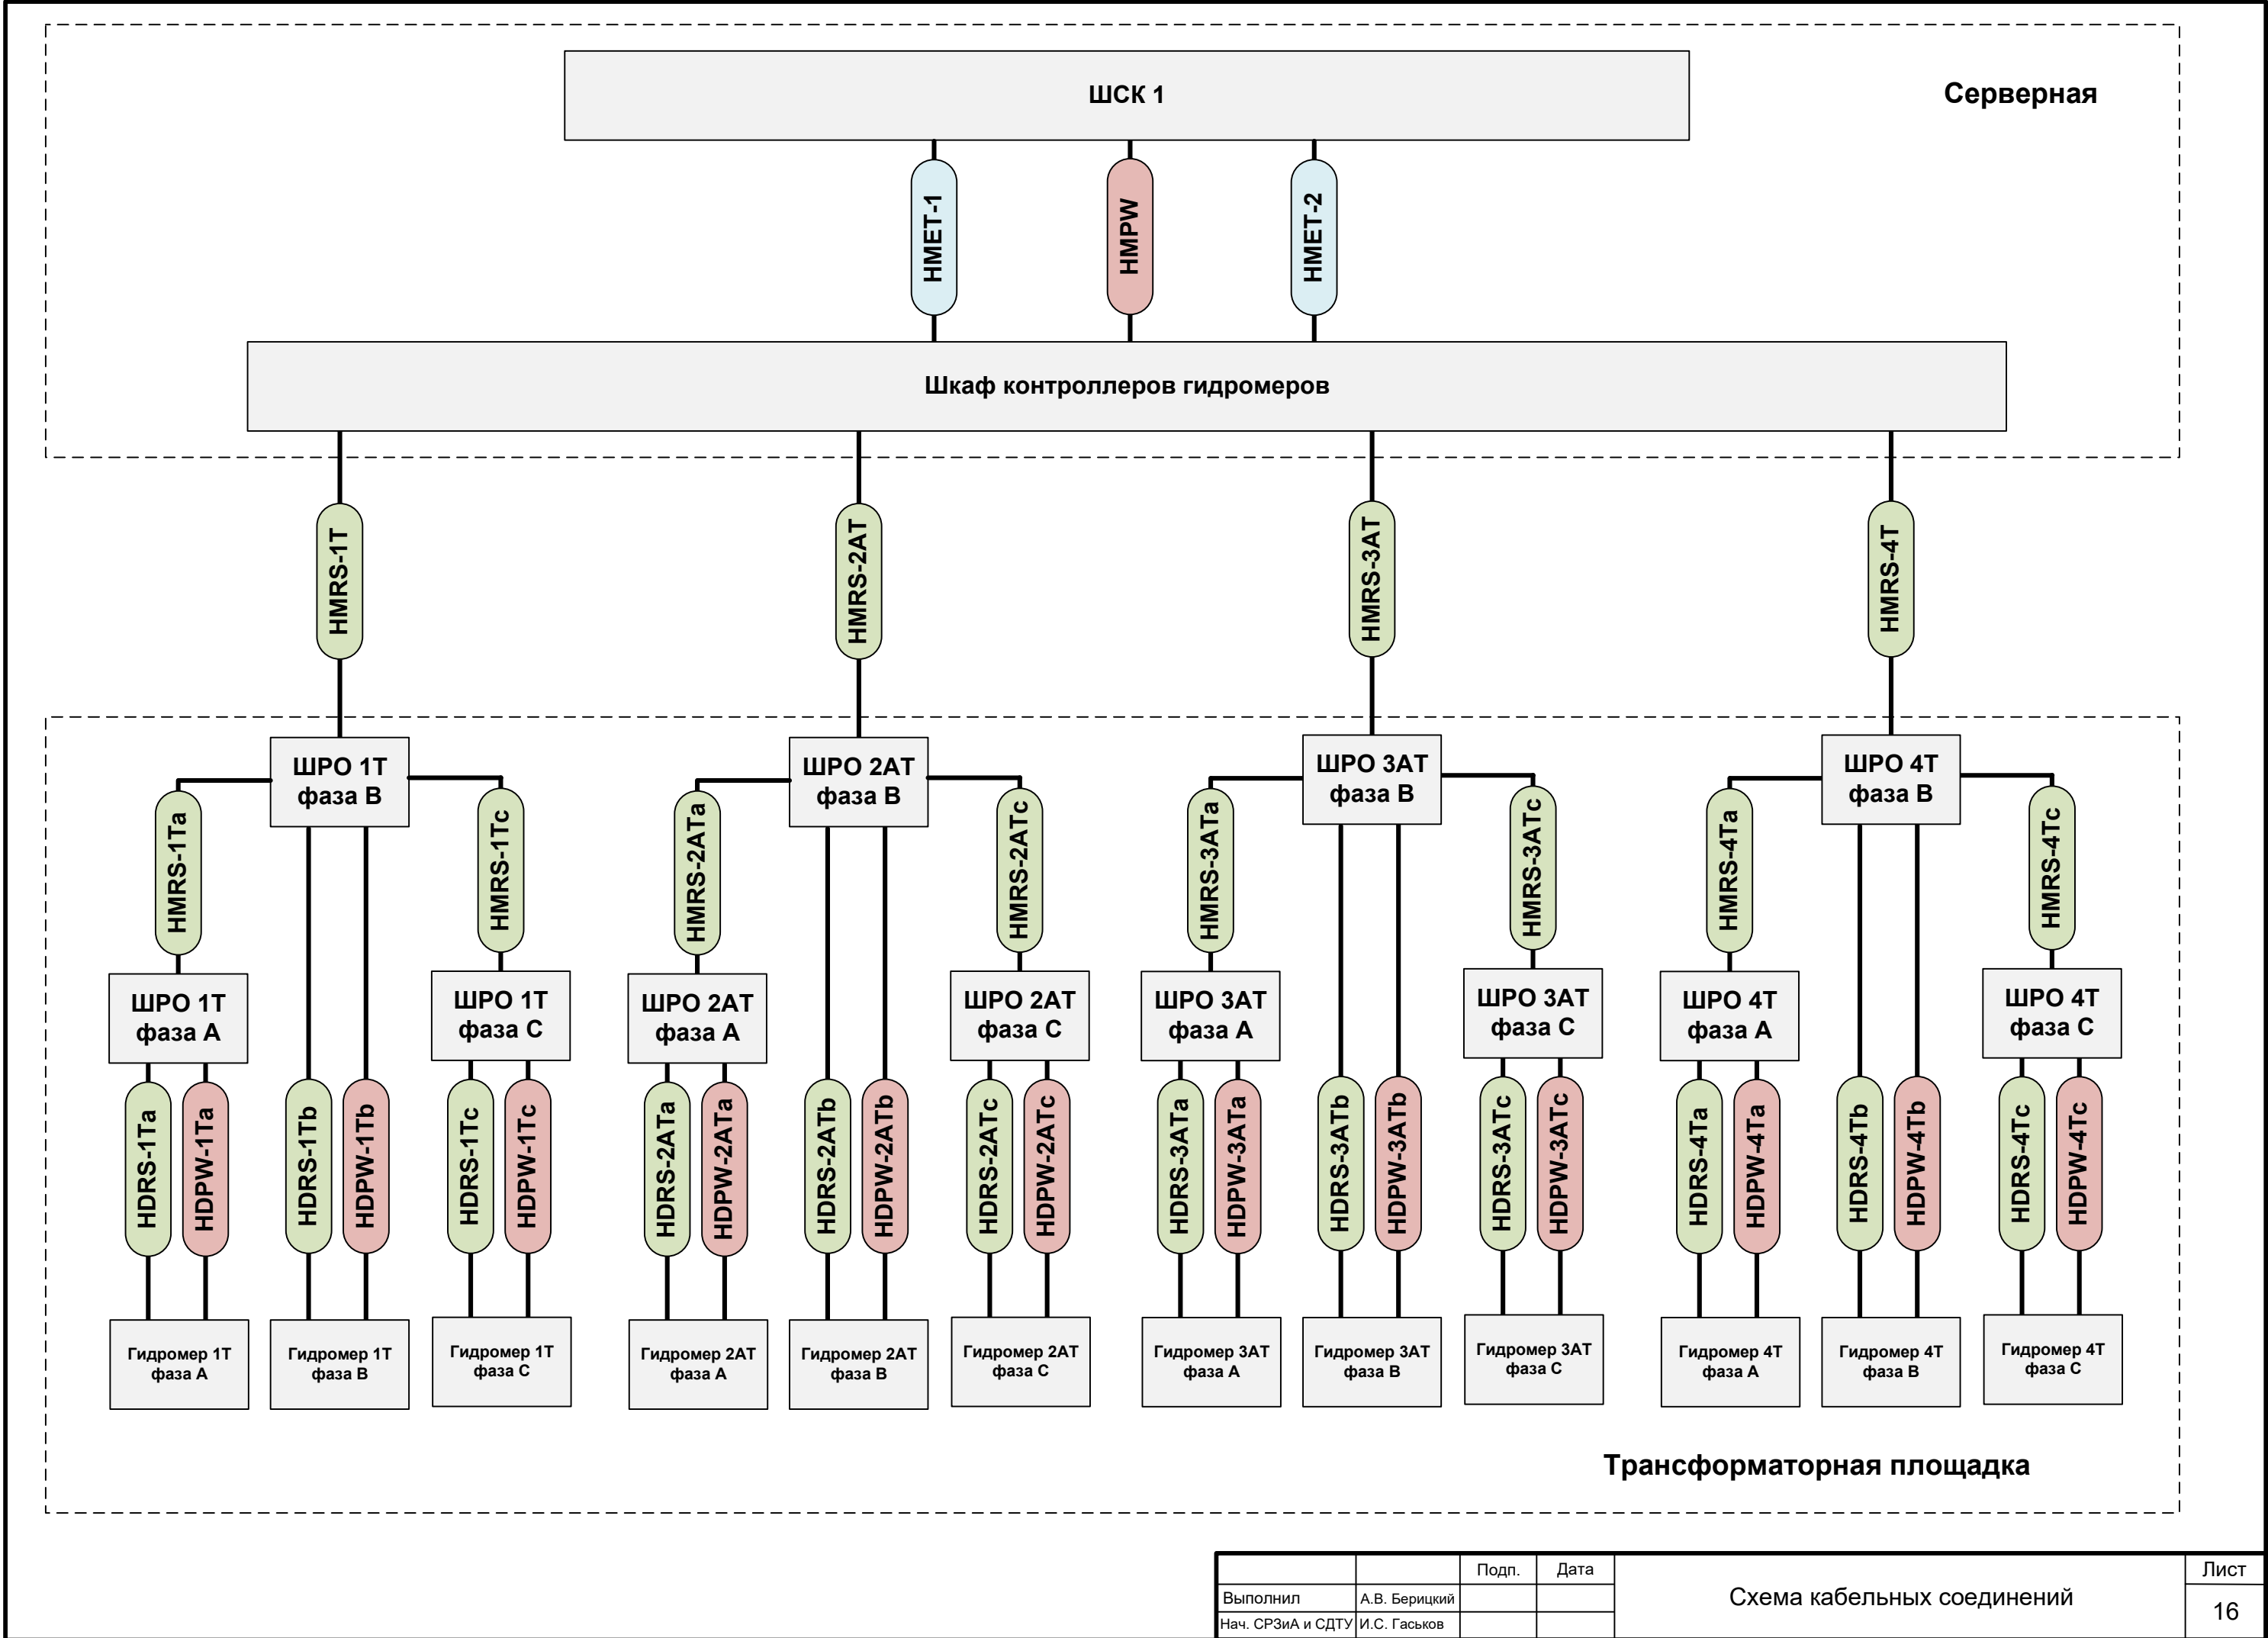 ШСК 1
Серверная
HMET-1
HMPW
HMET-2
Шкаф контроллеров гидромеров
HMRS-1T
HMRS-2AT
HMRS-3AT
HMRS-4T
ШРО 1Т
фаза В
ШРО 2АТ
фаза В
ШРО 3АТ
фаза В
ШРО 4Т
фаза В
HMRS-1Ta
HMRS-1Tc
HMRS-2ATa
HMRS-2ATc
HMRS-3ATa
HMRS-3ATc
HMRS-4Ta
HMRS-4Tc
ШРО 1Т
фаза А
ШРО 1Т
фаза С
ШРО 2АТ
фаза А
ШРО 2АТ
фаза С
ШРО 3АТ
фаза А
ШРО 3АТ
фаза С
ШРО 4Т
фаза А
ШРО 4Т
фаза С
HDRS-1Ta
HDPW-1Ta
HDRS-1Tb
HDPW-1Tb
HDRS-1Tc
HDPW-1Tc
HDRS-2ATa
HDPW-2ATa
HDRS-2ATb
HDPW-2ATb
HDRS-2ATc
HDPW-2ATc
HDRS-3ATa
HDPW-3ATa
HDRS-3ATb
HDPW-3ATb
HDRS-3ATc
HDPW-3ATc
HDRS-4Ta
HDPW-4Ta
HDRS-4Tb
HDPW-4Tb
HDRS-4Tc
HDPW-4Tc
Гидромер 1Т
фаза А
Гидромер 1Т
фаза В
Гидромер 1Т
фаза С
Гидромер 2АТ
фаза А
Гидромер 2АТ
фаза В
Гидромер 2АТ
фаза С
Гидромер 3АТ
фаза А
Гидромер 3АТ
фаза В
Гидромер 3АТ
фаза С
Гидромер 4Т
фаза А
Гидромер 4Т
фаза В
Гидромер 4Т
фаза С
Трансформаторная площадка
Подп. Дата
Выполнил А.В. Берицкий
Нач. СРЗиА и СДТУ И.С. Гаськов
Схема кабельных соединений
Лист
16